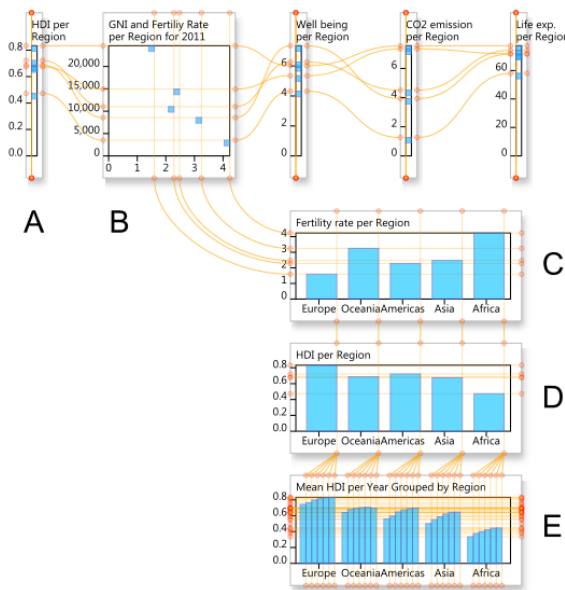 HDI per
Region
0.8
0.6
0.4
0.2
0.0
A
GNI and Fertiliy Rate
per Region for 2011
20,000
15,000
10,000
5,000
0
0 1 2 3 4
B
Well being
per Region
6
4
2
0
CO2 emission
per Region
6
4
2
0
Life exp.
per Region
60
40
20
0
Fertility rate per Region
4
3
2
1
0
Europe Oceania Americas Asia Africa
C
HDI per Region
0.8
0.6
0.4
0.2
0.0
Europe Oceania Americas Asia Africa
D
Mean HDI per Year Grouped by Region
0.8
0.6
0.4
0.2
0.0
Europe Oceania Americas Asia Africa
E